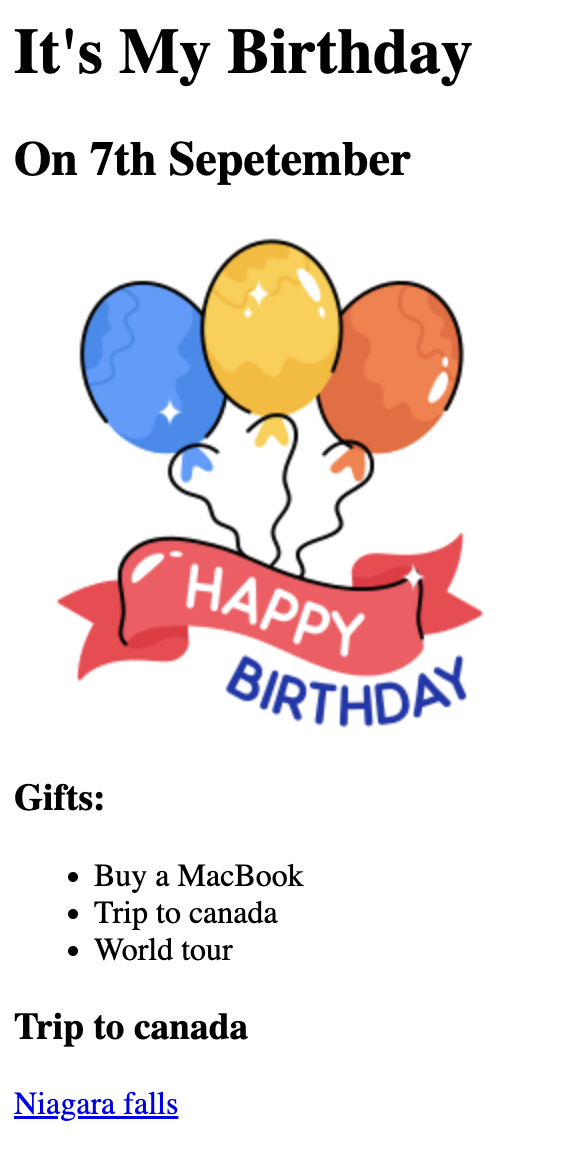 It's My Birthday
On 7th Sepetember
HAPPY
BIRTHDAY
Gifts:
Buy a MacBook
Trip to canada
World tour
Trip to canada
Niagara falls